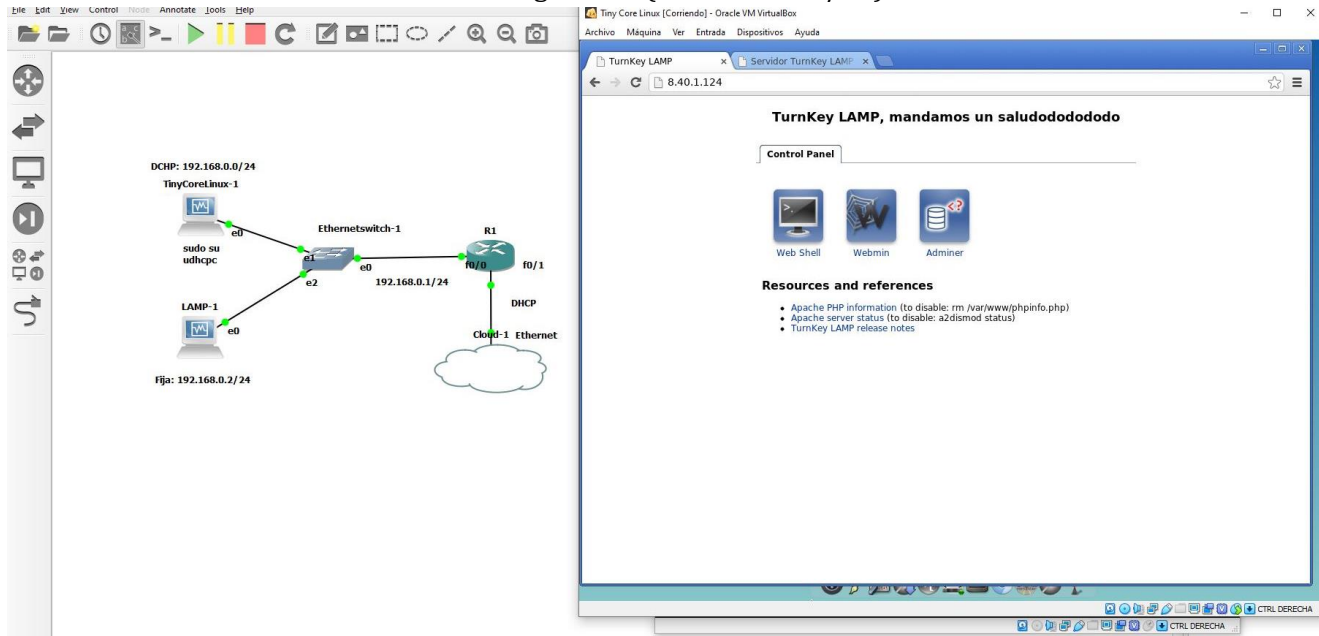 File Edit View Control Node Annotate Tools Help
DCHP: 192.168.0.0/24
TinyCoreLinux-1
e0
sudo su
udhcpc
Ethernetswitch-1
e1
e0
e2
192.168.0.1/24
R1
f0/0
f0/1
DHCP
LAMP-1
e0
Cloud-1 Ethernet
Fija: 192.168.0.2/24
Tiny Core Linux [Corriendo] - Oracle VM VirtualBox
Archivo Máquina Ver Entrada Dispositivos Ayuda
TurnKey LAMP
Servidor TurnKey LAMP
8.40.1.124
TurnKey LAMP, mandamos un saludodododododo
Control Panel
Web Shell Webmin Adminer
Resources and references
Apache PHP information (to disable: rm /var/www/phpinfo.php)
Apache server status (to disable: a2dismod status)
TurnKey LAMP release notes
CTRL DERECHA
CTRL DERECHA